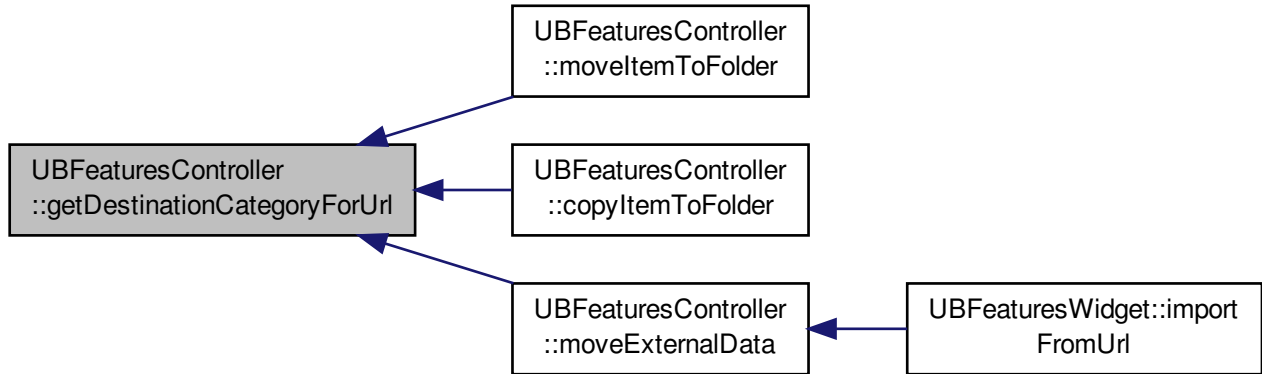 UBFeaturesController
::moveItemToFolder
UBFeaturesController
::getDestinationCategoryForUrl
UBFeaturesController
::copyItemToFolder
UBFeaturesController
::moveExternalData
UBFeaturesWidget::import
FromUrl